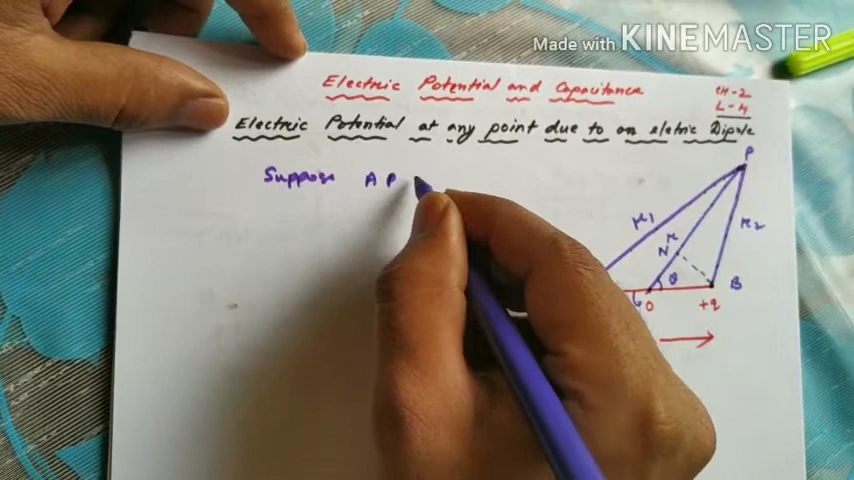 Made with KINEMASTER
Electric Potential and Capacitance
CH-2
L-4
Electric Potential at any point due to an eletric Dipole
Suppose A P
P
r1
r
r2
N
θ
B
O
+q